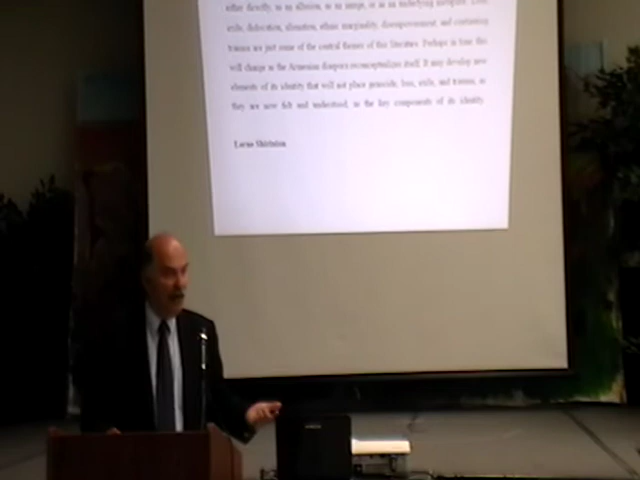 either directly, as an allusion, as an image, or as an underlying metaphor. Loss,
exile, dislocation, alienation, ethnic marginality, disempowerment, and continuing
trauma are just some of the central themes of this literature. Perhaps in time this
will change as the Armenian diaspora reconceptualizes itself. It may develop new
elements of its identity that will not place genocide, loss, exile, and trauma, as
they are now felt and understood, as the key components of its identity.
Lorne Shirinian